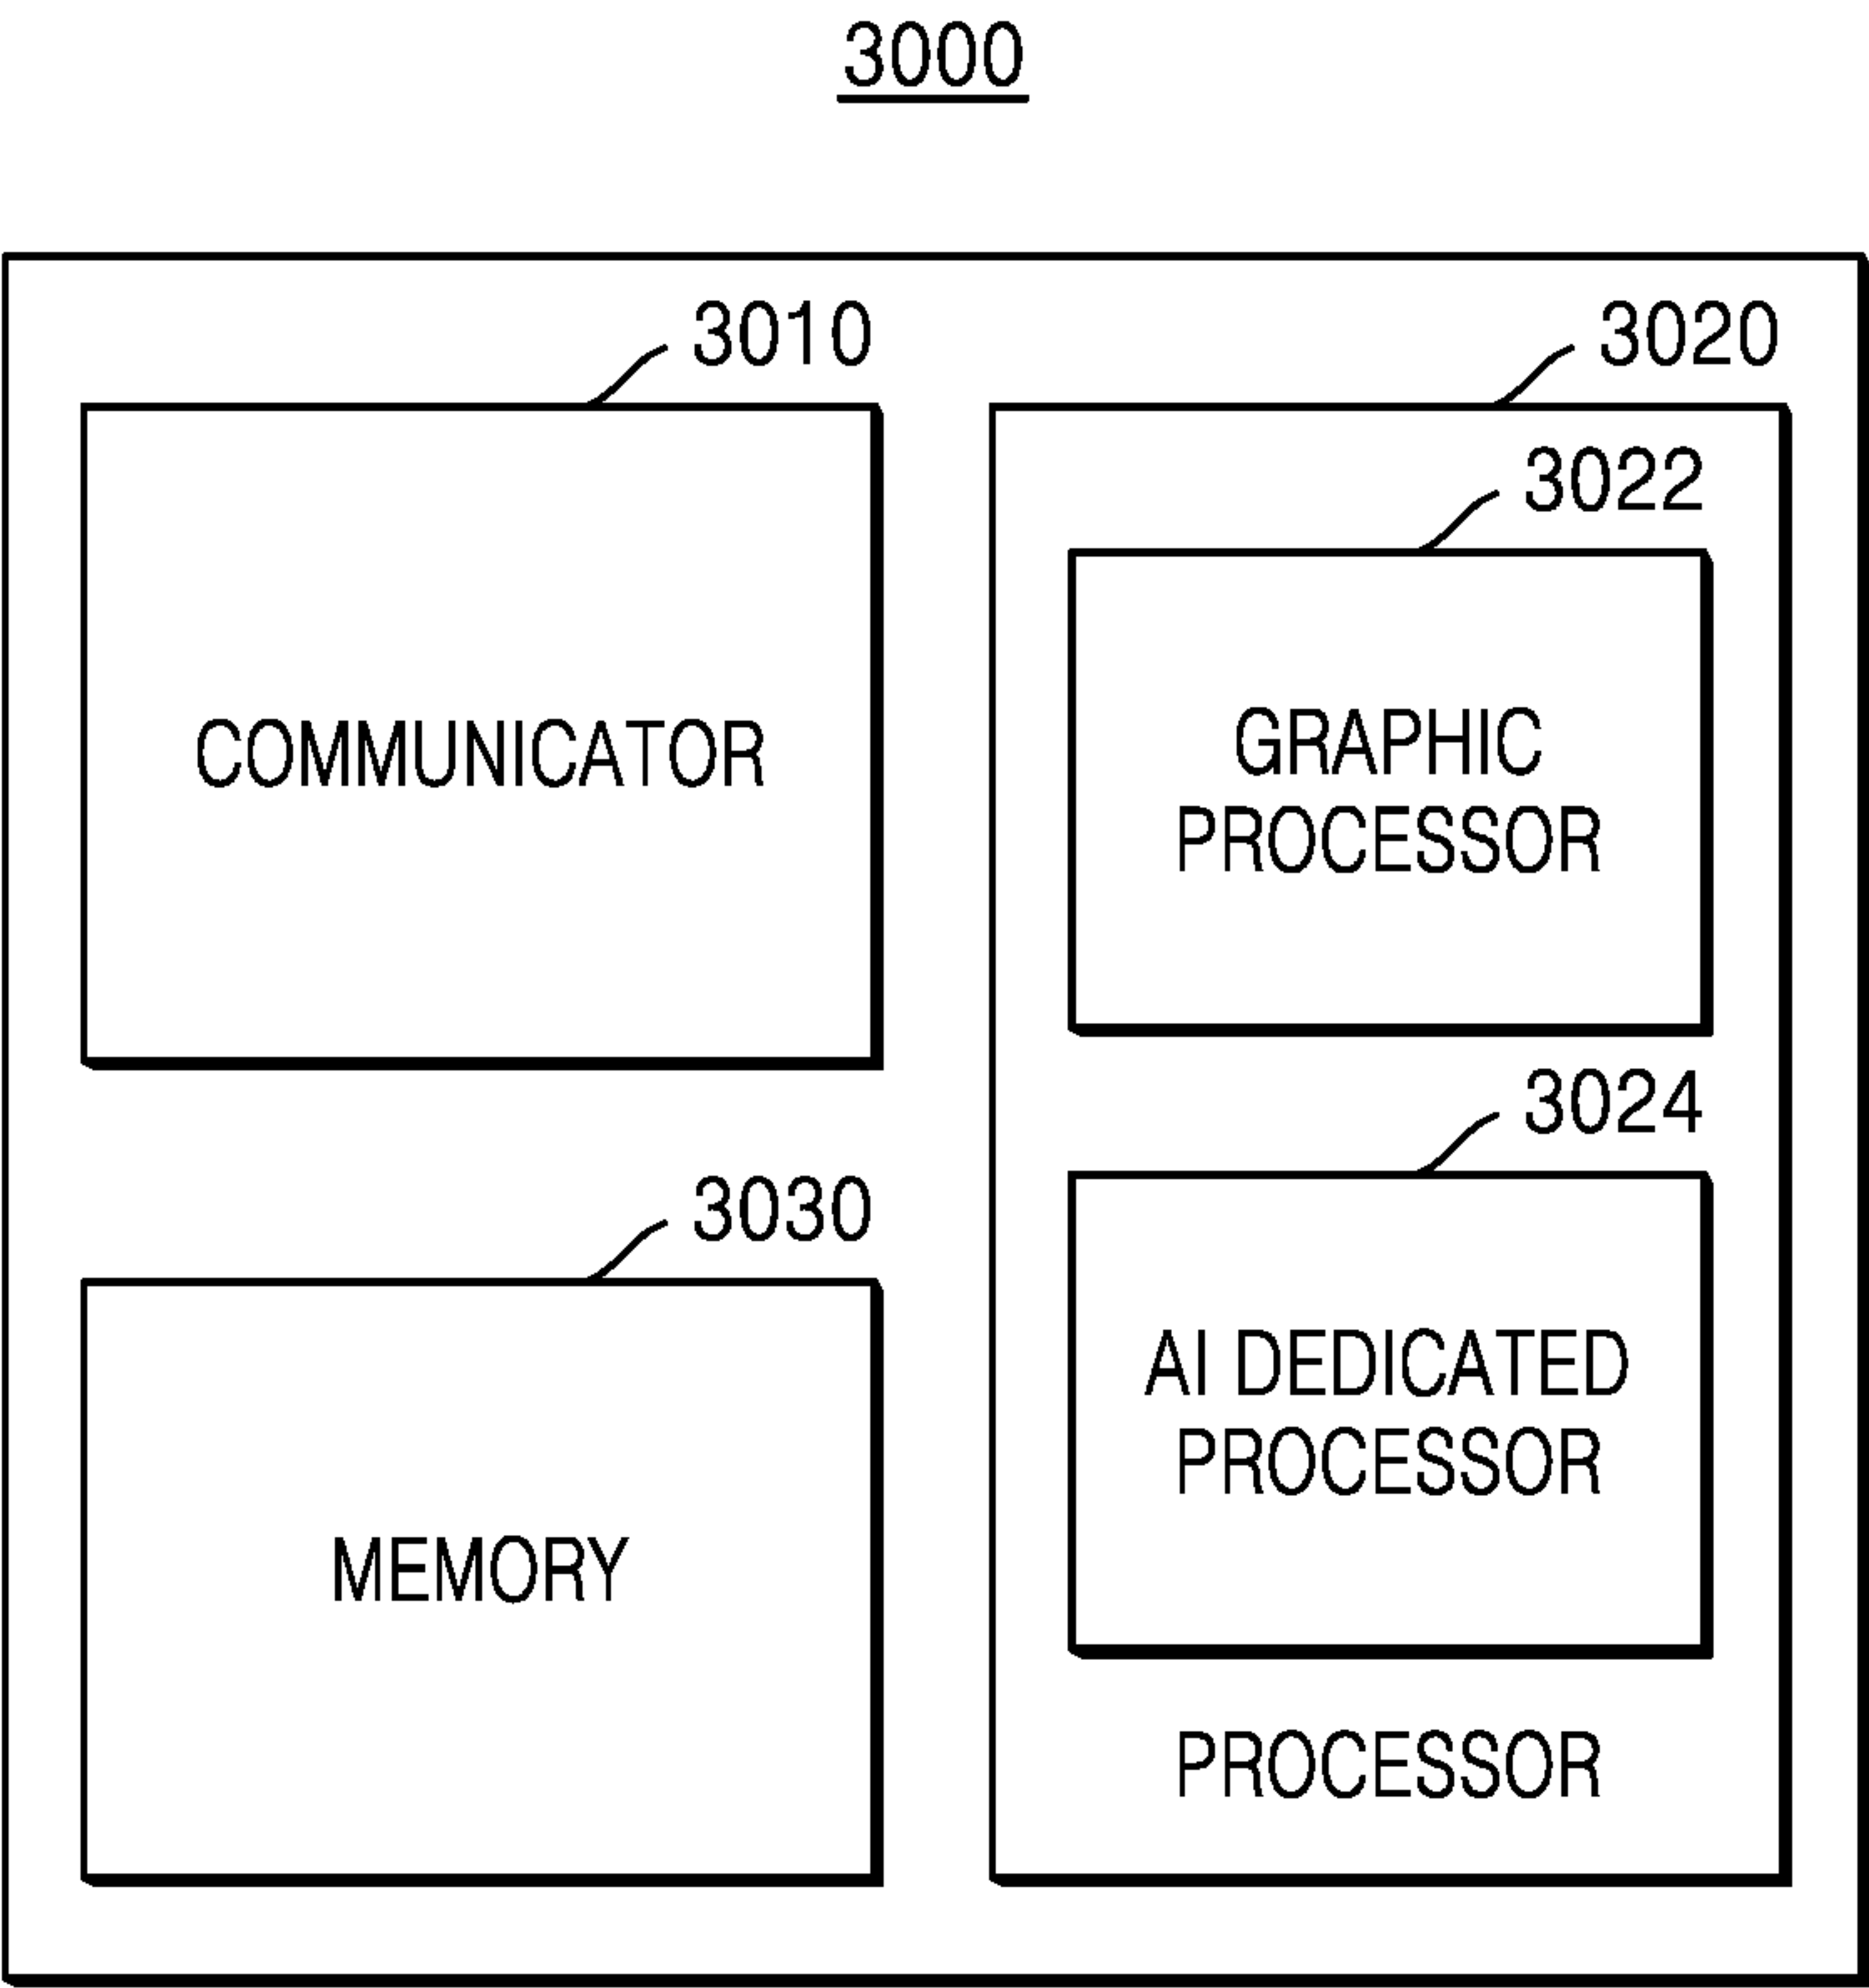 3000
3010
COMMUNICATOR
3030
MEMORY
3020
3022
GRAPHIC
PROCESSOR
3024
AI DEDICATED
PROCESSOR
PROCESSOR